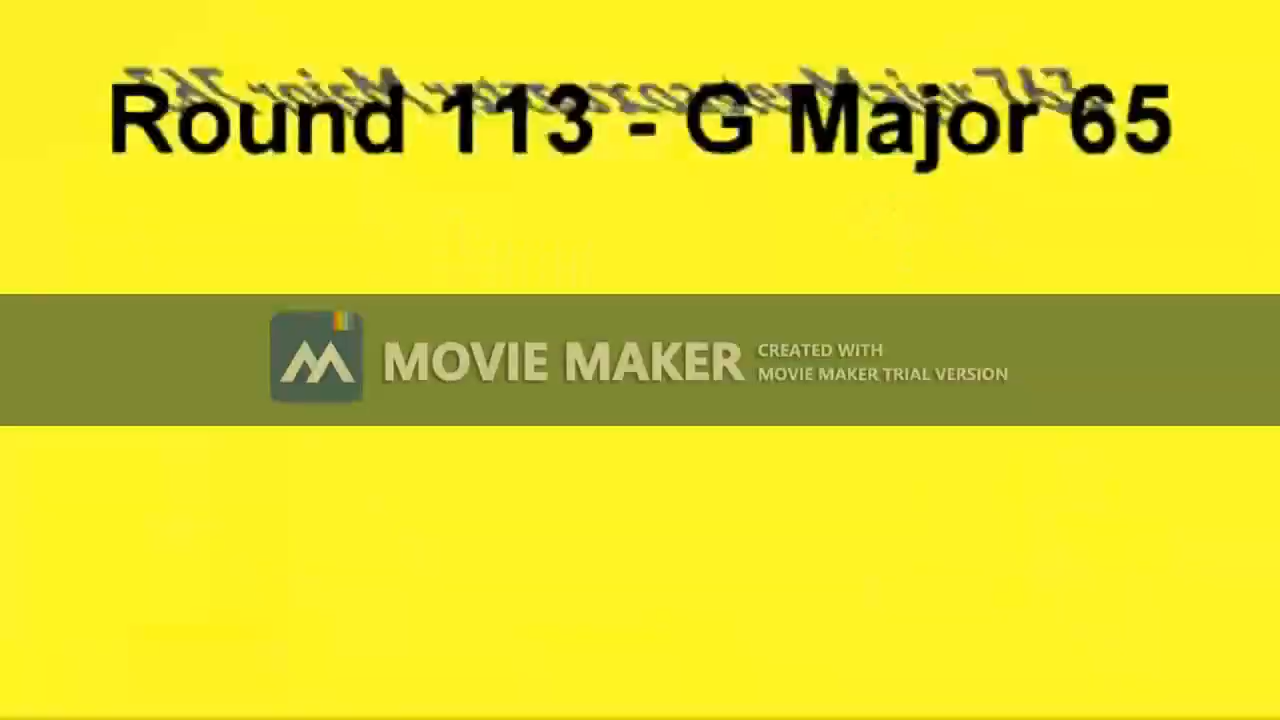 Round 113 - G Major 65
MOVIE MAKER
CREATED WITH
MOVIE MAKER TRIAL VERSION